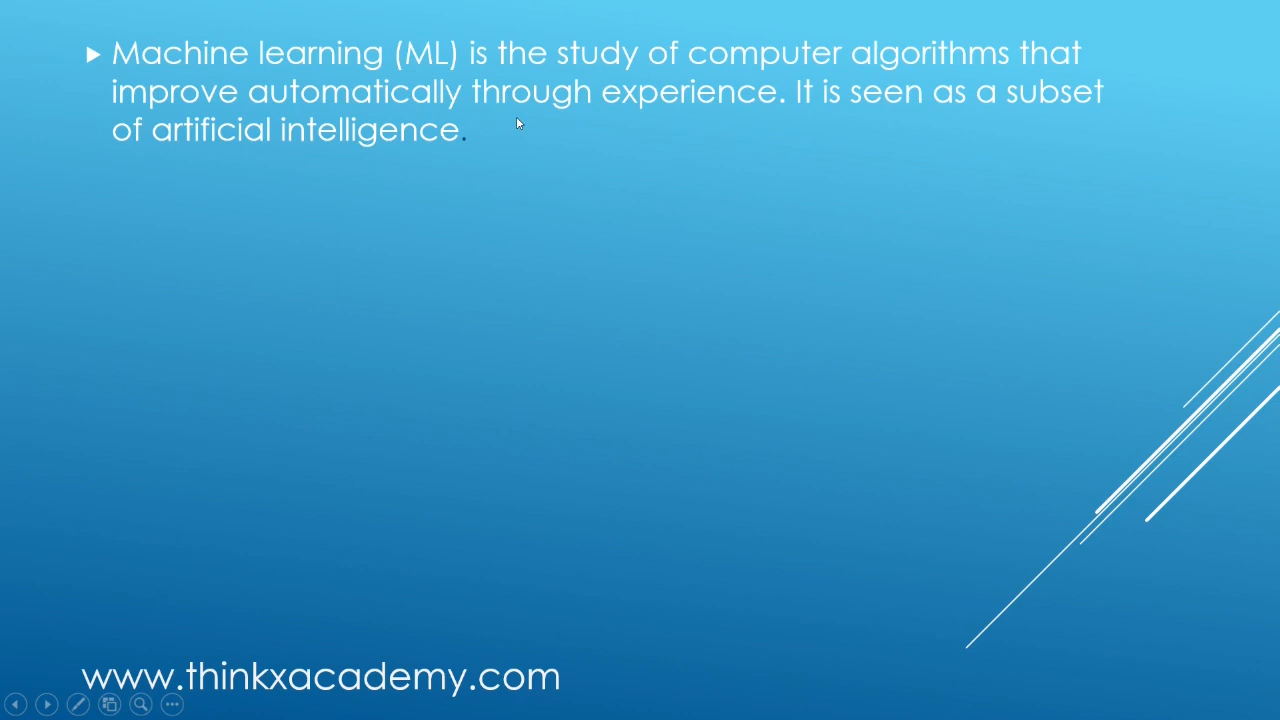 Machine learning (ML) is the study of computer algorithms that
improve automatically through experience. It is seen as a subset
of artificial intelligence.
www.thinkxacademy.com